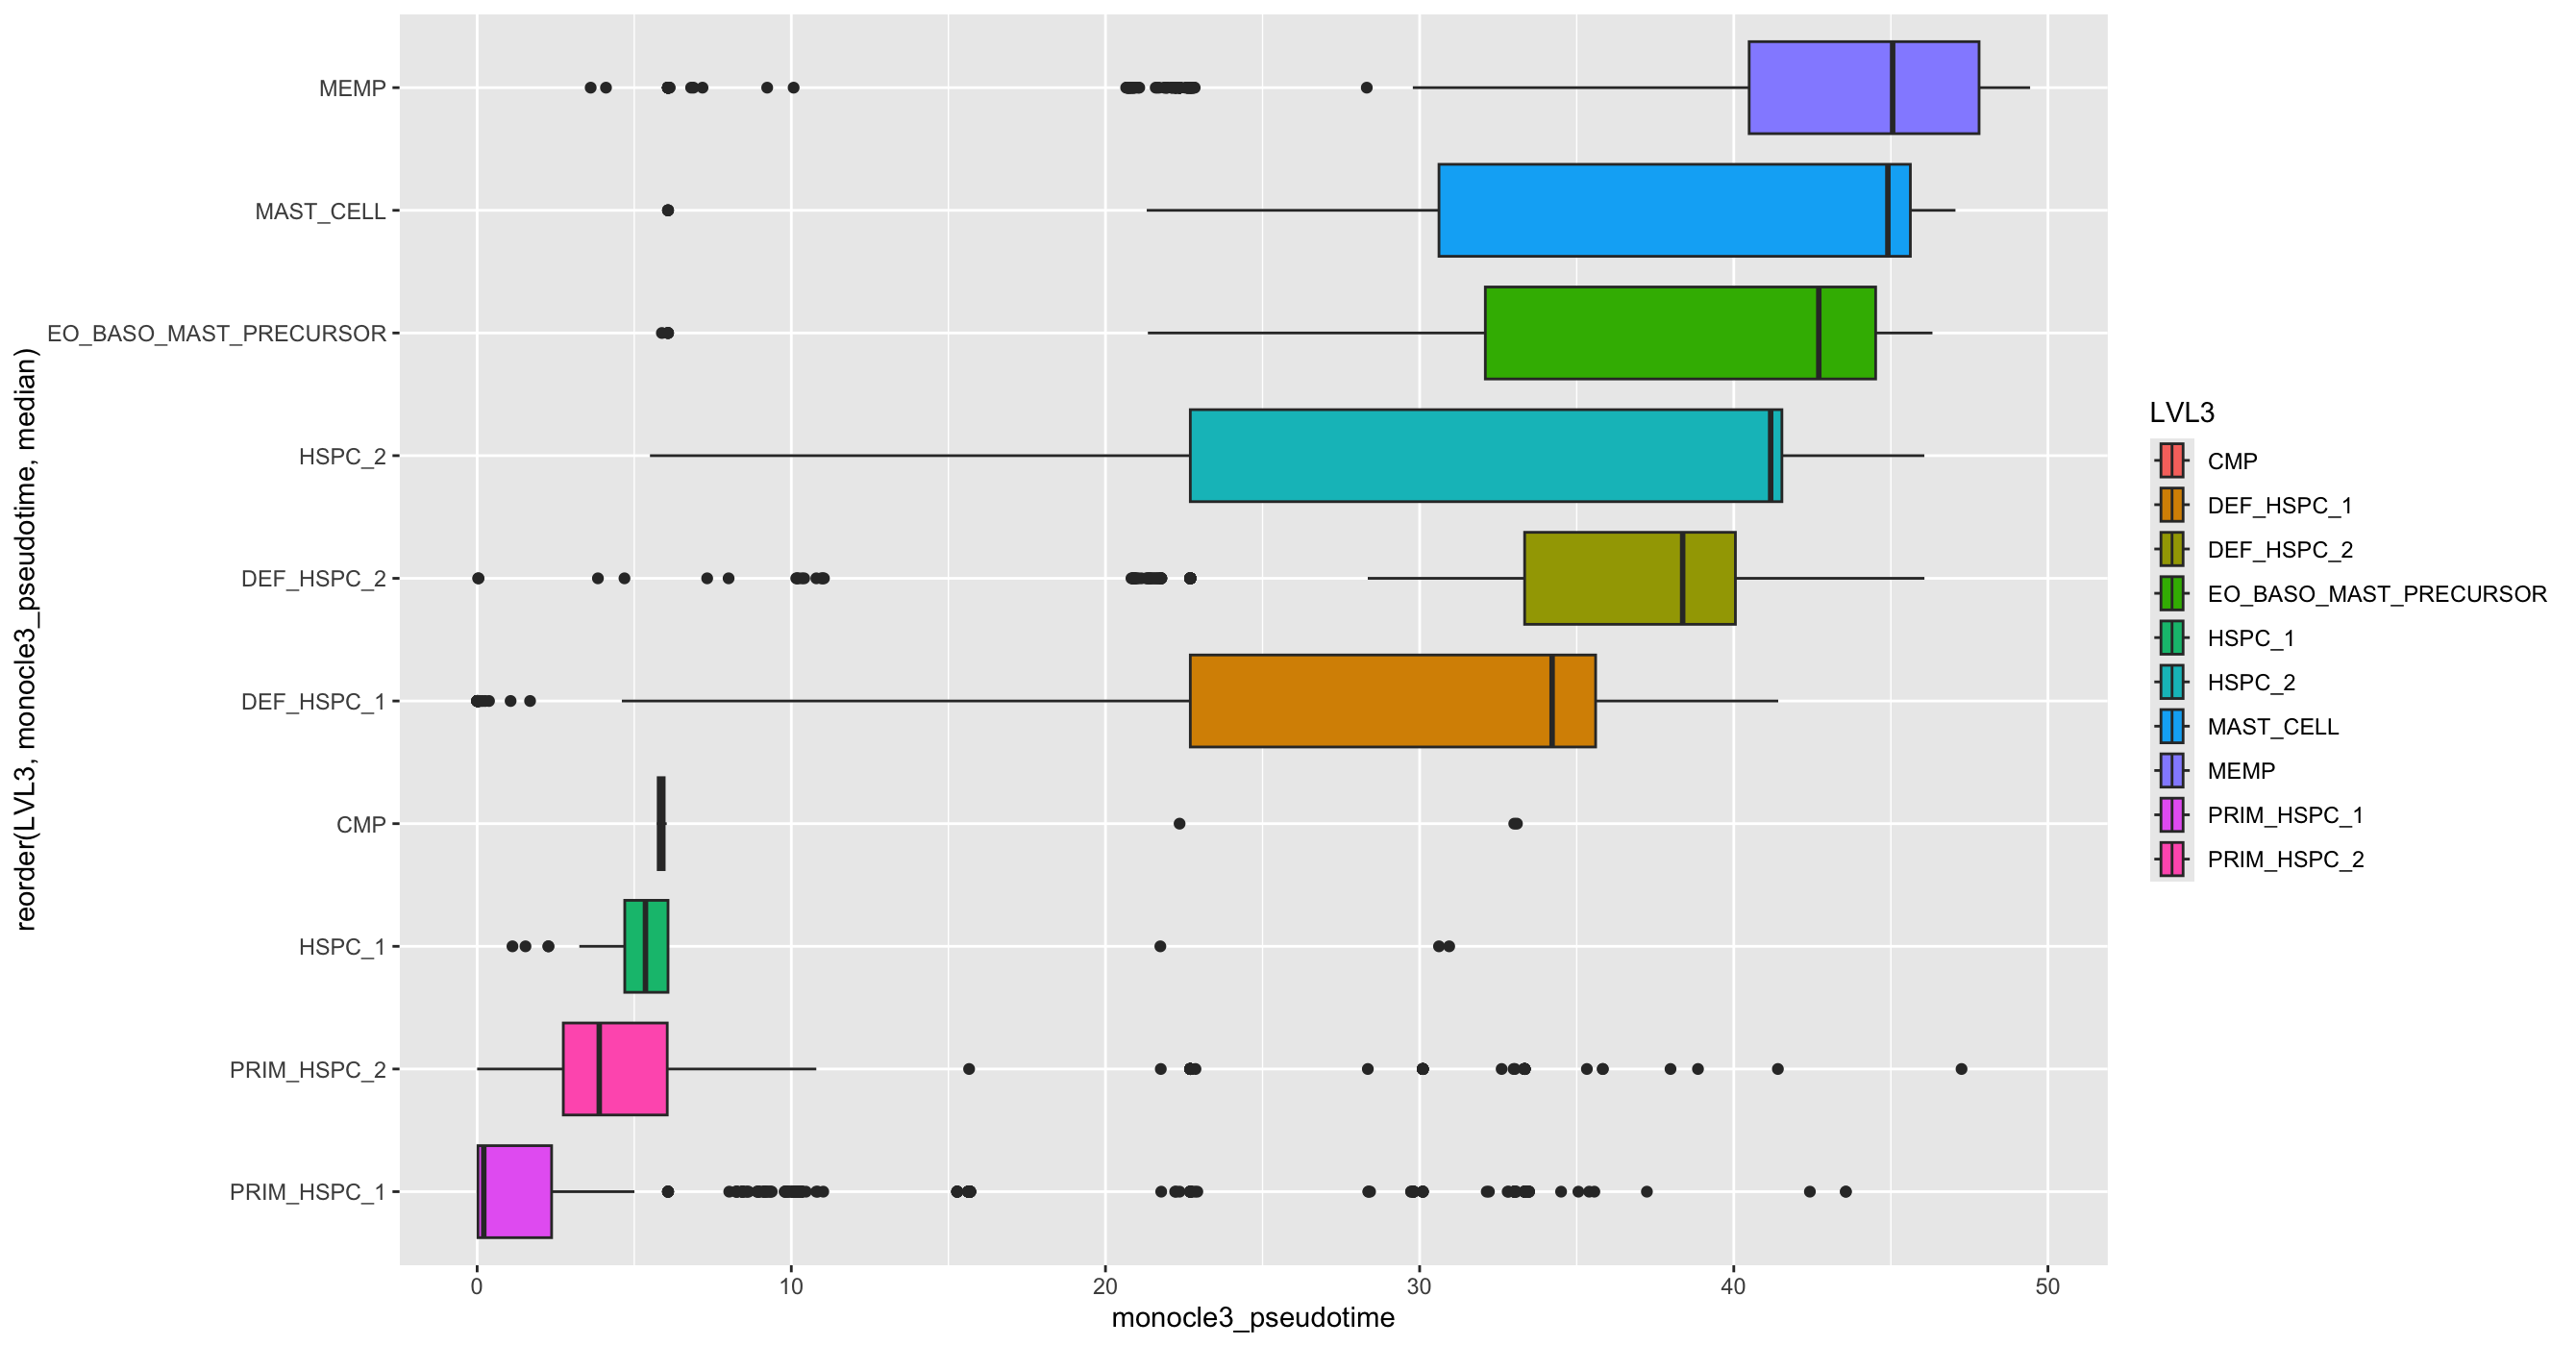 reorder(LVL3, monocle3_pseudotime, median)
MEMP
MAST_CELL
EO_BASO_MAST_PRECURSOR
HSPC_2
DEF_HSPC_2
DEF_HSPC_1
CMP
HSPC_1
PRIM_HSPC_2
PRIM_HSPC_1
0 10 20 30 40 50
monocle3_pseudotime
LVL3
CMP
DEF_HSPC_1
DEF_HSPC_2
EO_BASO_MAST_PRECURSOR
HSPC_1
HSPC_2
MAST_CELL
MEMP
PRIM_HSPC_1
PRIM_HSPC_2